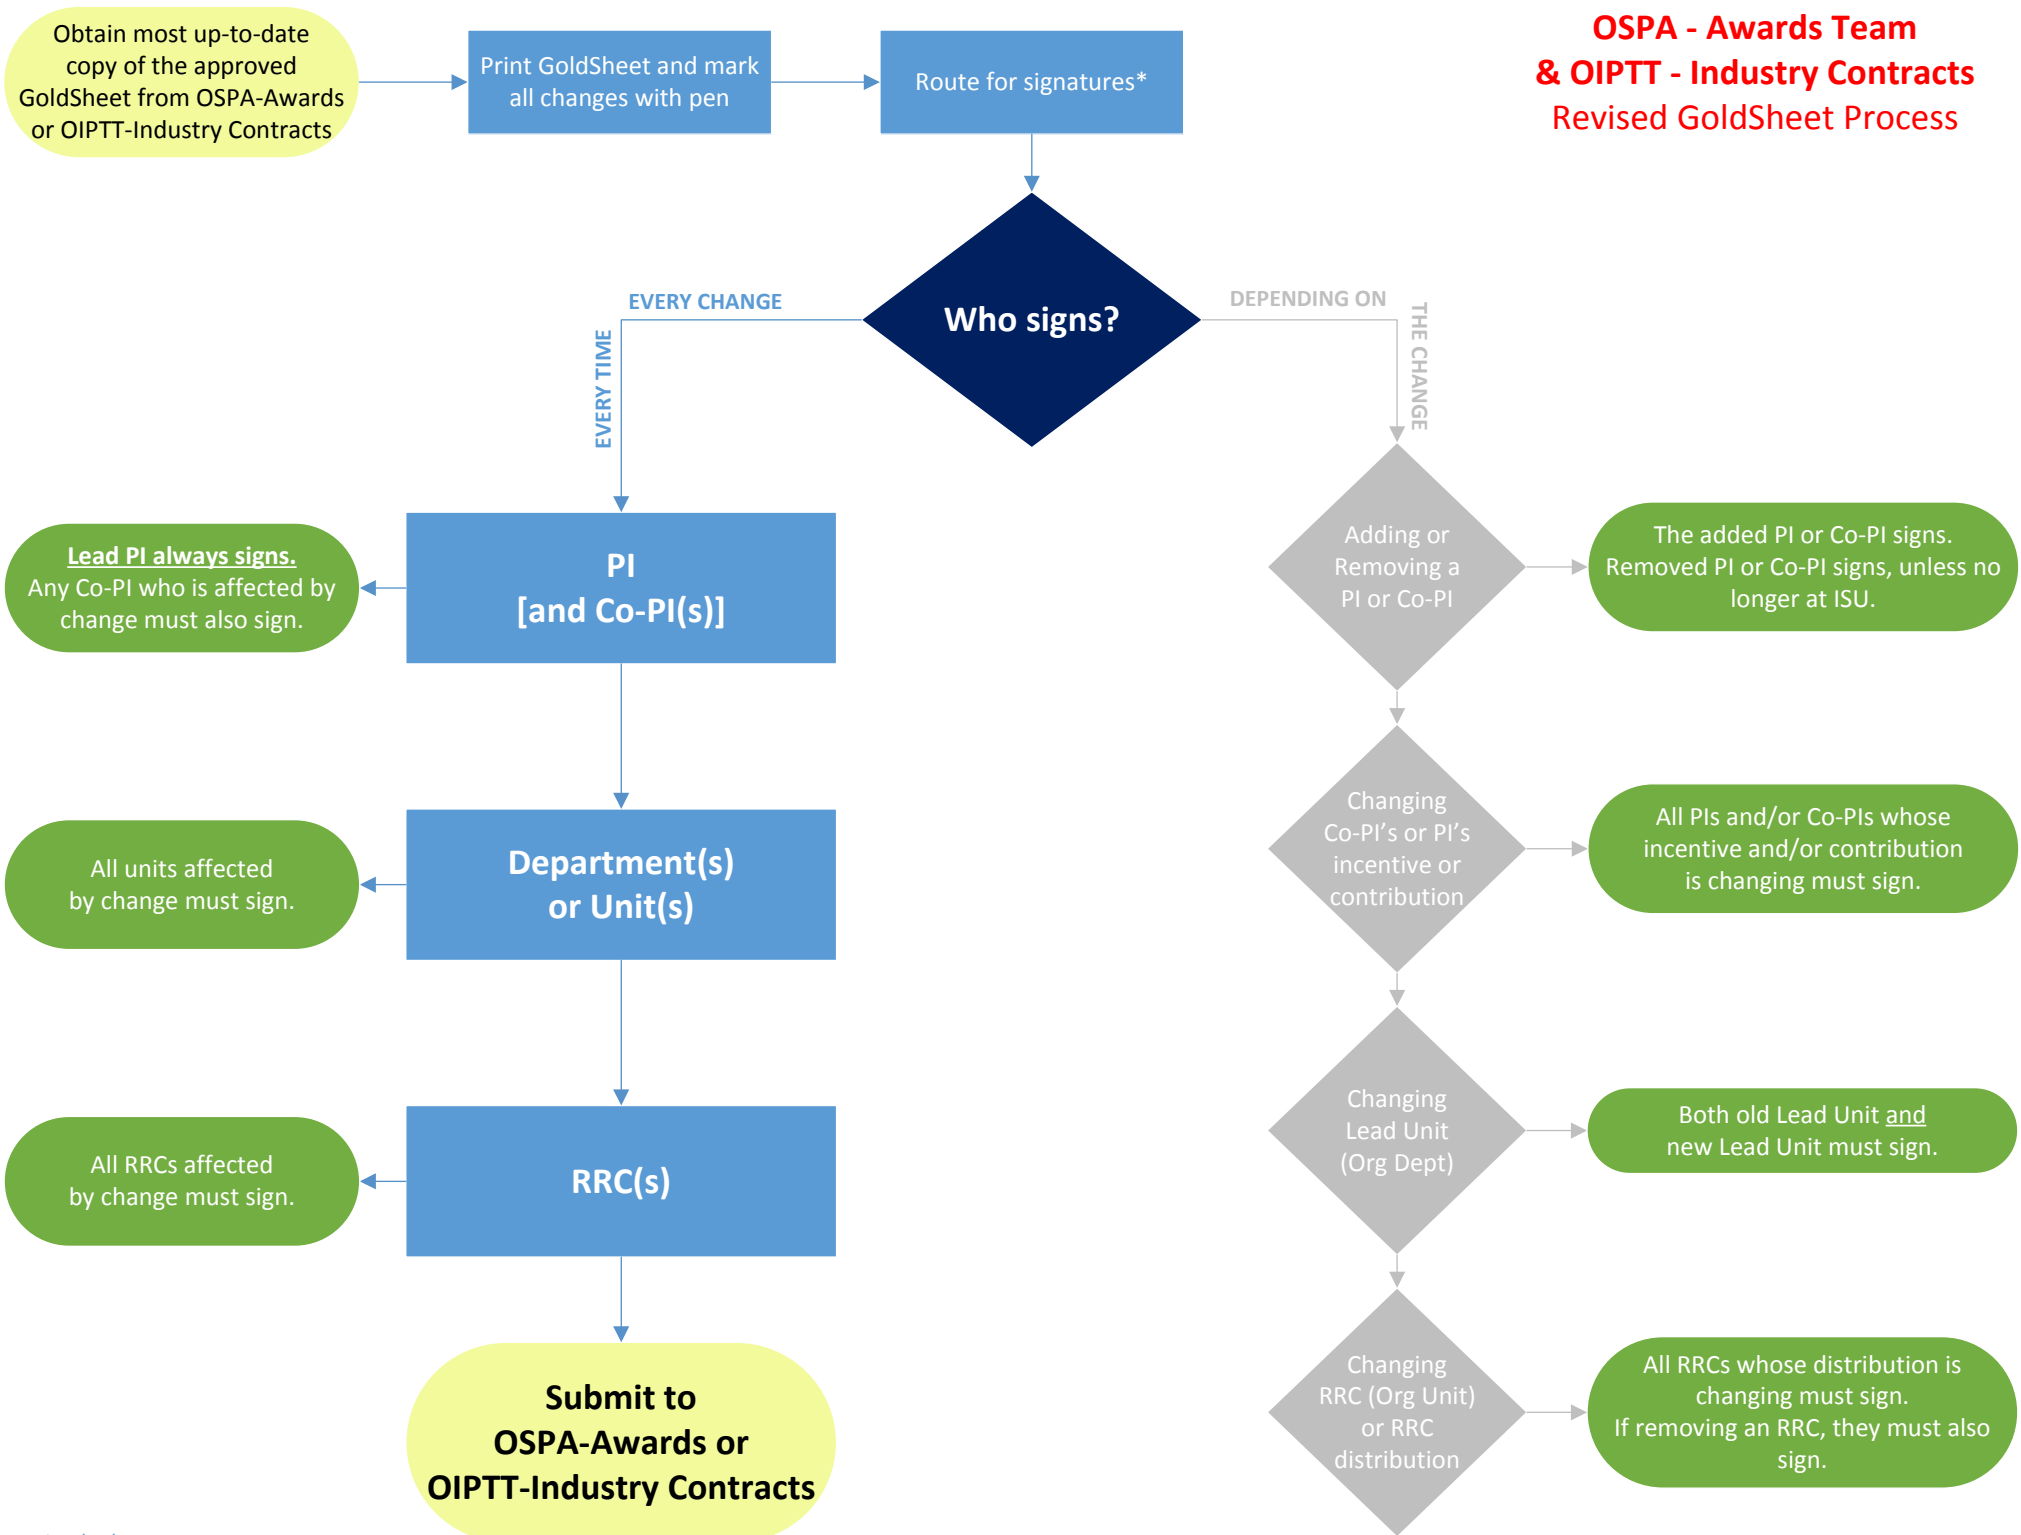 Obtain most up-to-date
copy of the approved
GoldSheet from OSPA-Awards
or OIPTT-Industry Contracts
Print GoldSheet and mark
all changes with pen
Route for signatures*
OSPA - Awards Team
& OIPTT - Industry Contracts
Revised GoldSheet Process
Who signs?
EVERY CHANGE
EVERY TIME
DEPENDING ON
THE CHANGE
PI
[and Co-PI(s)]
Lead PI always signs.
Any Co-PI who is affected by
change must also sign.
Department(s)
or Unit(s)
All units affected
by change must sign.
RRC(s)
All RRCs affected
by change must sign.
Submit to
OSPA-Awards or
OIPTT-Industry Contracts
Adding or
Removing a
PI or Co-PI
The added PI or Co-PI signs.
Removed PI or Co-PI signs, unless no
longer at ISU.
Changing
Co-PI’s or PI’s
incentive or
contribution
All PIs and/or Co-PIs whose
incentive and/or contribution
is changing must sign.
Changing
Lead Unit
(Org Dept)
Both old Lead Unit and
new Lead Unit must sign.
Changing
RRC (Org Unit)
or RRC
distribution
All RRCs whose distribution is
changing must sign.
If removing an RRC, they must also
sign.